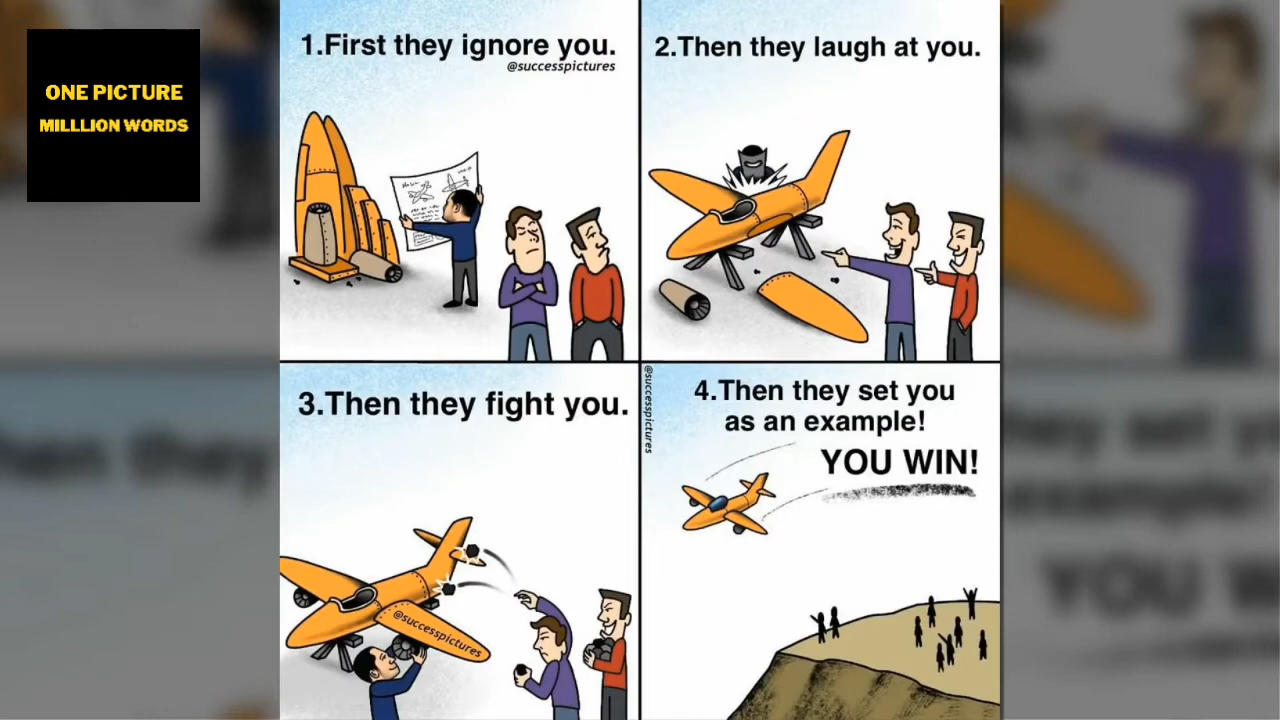 ONE PICTURE
MILLLION WORDS
1.First they ignore you.
@successpictures
2.Then they laugh at you.
3.Then they fight you.
@successpictures
@successpictures
4.Then they set you
as an example!
YOU WIN!